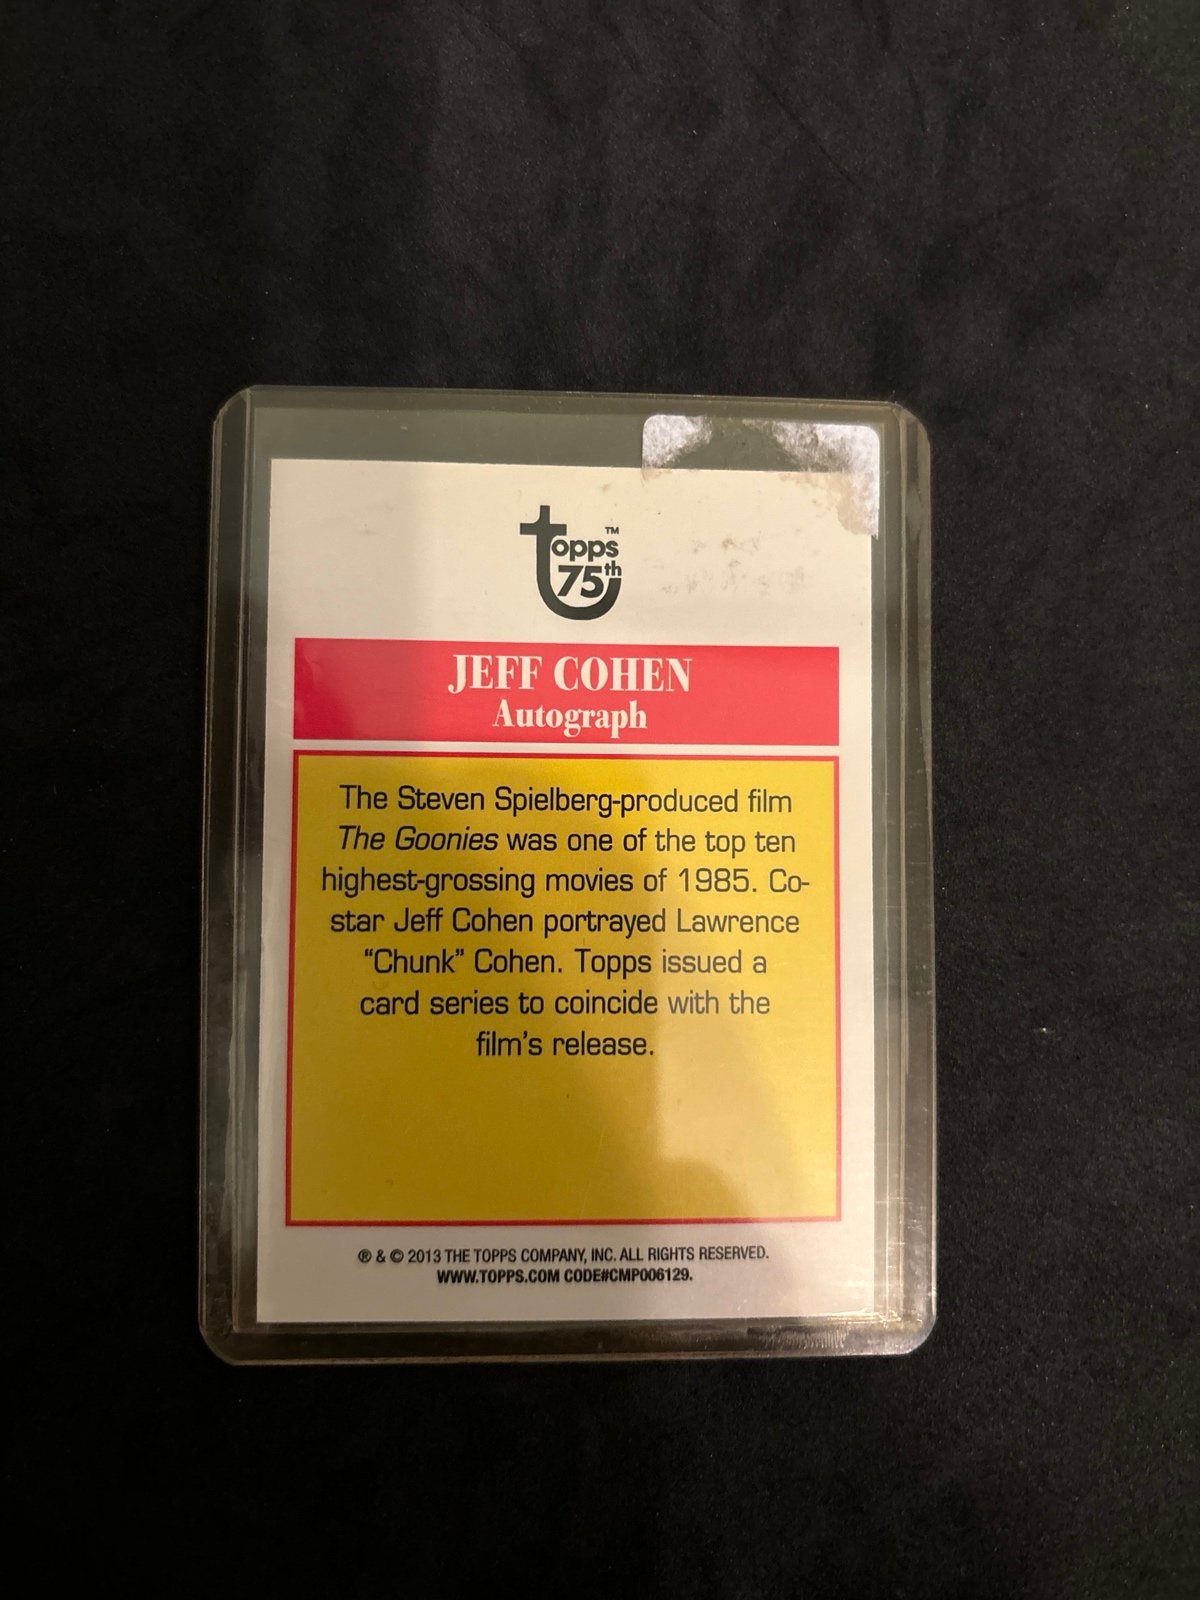 topps™
75th
JEFF COHEN
Autograph
The Steven Spielberg-produced film
The Goonies was one of the top ten
highest-grossing movies of 1985. Co-
star Jeff Cohen portrayed Lawrence
“Chunk” Cohen. Topps issued a
card series to coincide with the
film’s release.
® & © 2013 THE TOPPS COMPANY, INC. ALL RIGHTS RESERVED.
WWW.TOPPS.COM CODE#CMP006129.